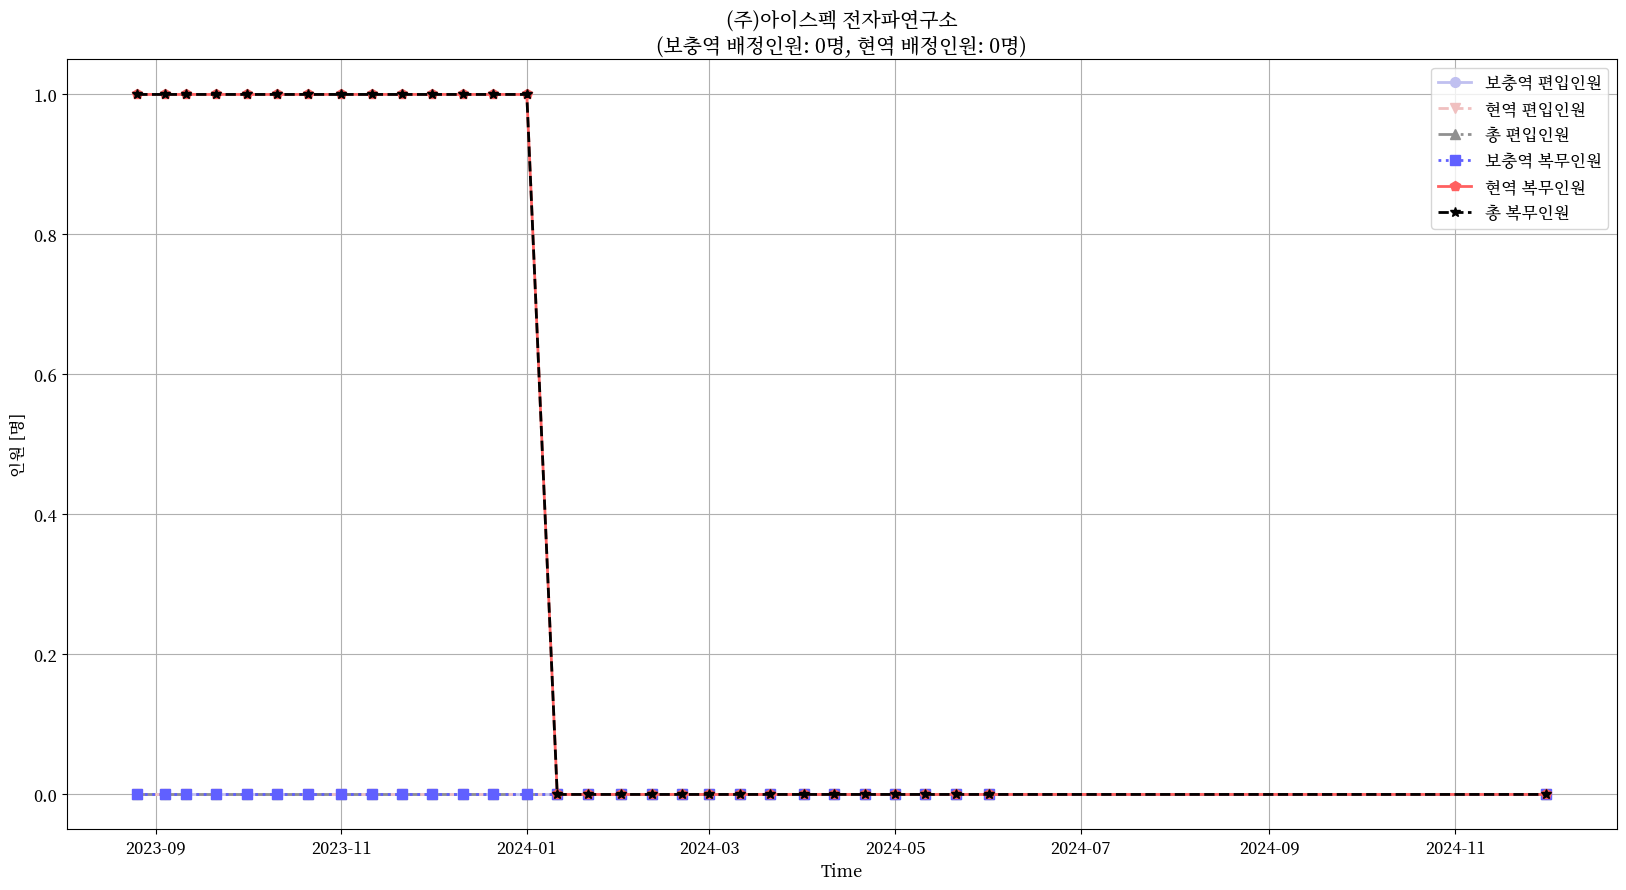 (주)아이스펙 전자파연구소
(보충역 배정인원: 0명, 현역 배정인원: 0명)
보충역 편입인원
현역 편입인원
총 편입인원
보충역 복무인원
현역 복무인원
총 복무인원
인원 [명]
1.0
0.8
0.6
0.4
0.2
0.0
2023-09
2023-11
2024-01
2024-03
2024-05
2024-07
2024-09
2024-11
Time